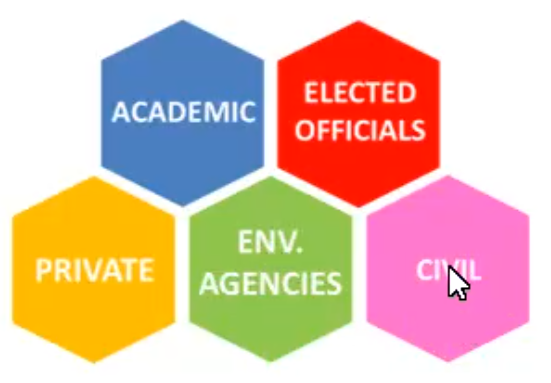 ACADEMIC
ELECTED
OFFICIALS
PRIVATE
ENV.
AGENCIES
CIVIL